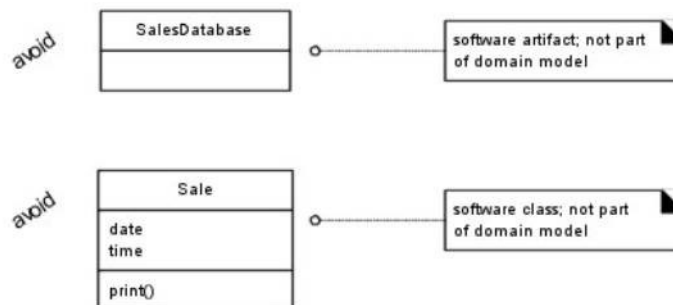 avoid
SalesDatabase
software artifact; not part
of domain model
avoid
Sale
date
time
print()
software class; not part
of domain model